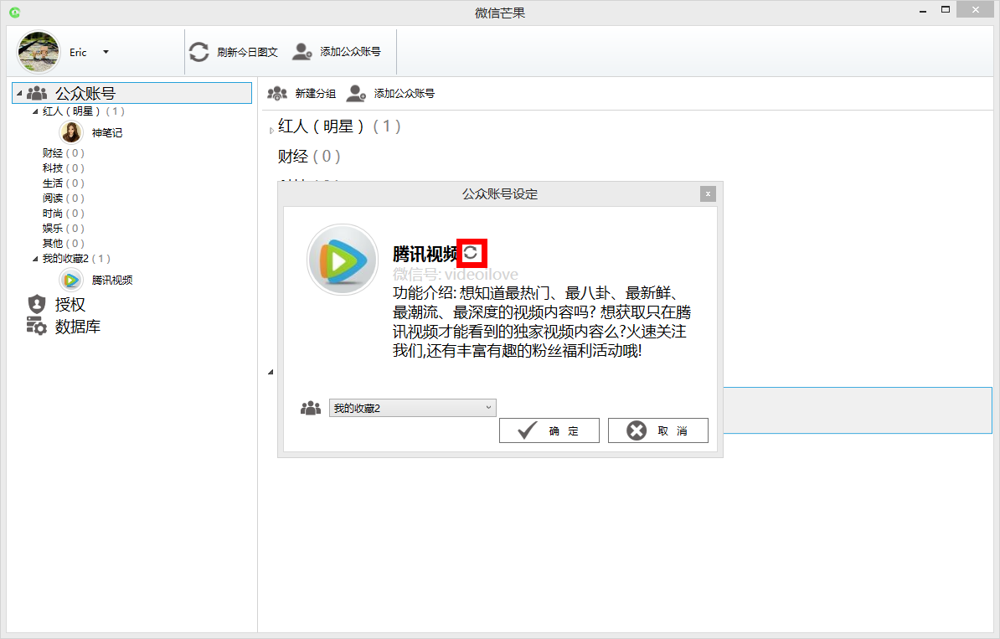 微信芒果
Eric
刷新今日图文
添加公众账号
公众账号
红人（明星）（1）
神笔记
财经（0）
科技（0）
生活（0）
阅读（0）
时尚（0）
娱乐（0）
其他（0）
我的收藏2（1）
腾讯视频
授权
数据库
新建分组
添加公众账号
红人（明星）（1）
财经（0）
公众账号设定
腾讯视频
微信号: videoilove
功能介绍: 想知道最热门、最八卦、最新鲜、
最潮流、最深度的视频内容吗? 想获取只在腾
讯视频才能看到的独家视频内容么?火速关注
我们,还有丰富有趣的粉丝福利活动哦!
我的收藏2
确 定
取 消